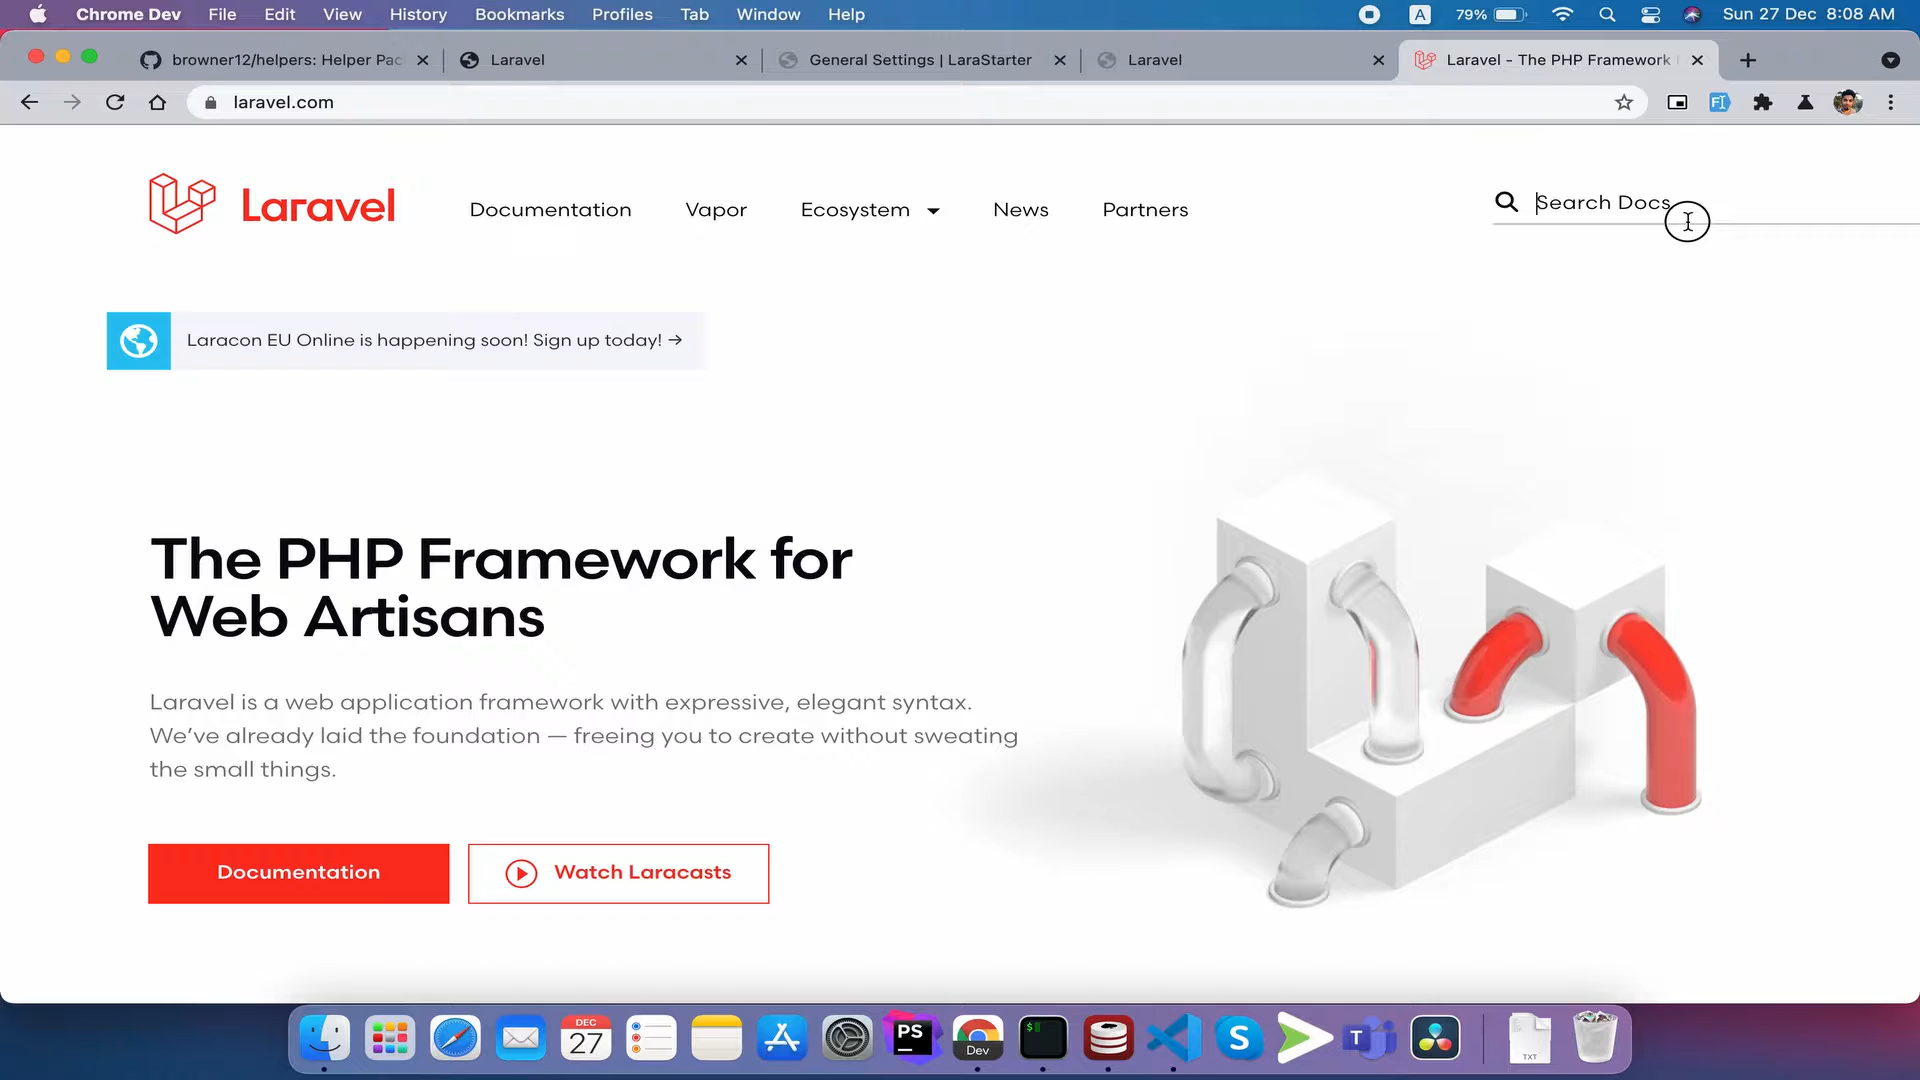 Chrome Dev File Edit View History Bookmarks Profiles Tab Window Help A 79% Sun 27 Dec 8:08 AM
browner12/helpers: Helper Pac Laravel General Settings | LaraStarter Laravel Laravel - The PHP Framework
laravel.com
Laravel Documentation Vapor Ecosystem News Partners Search Docs
Laracon EU Online is happening soon! Sign up today! →
The PHP Framework for
Web Artisans
Laravel is a web application framework with expressive, elegant syntax.
We've already laid the foundation — freeing you to create without sweating
the small things.
Documentation Watch Laracasts
DEC
27
PS
Dev
$
S
T
TXT